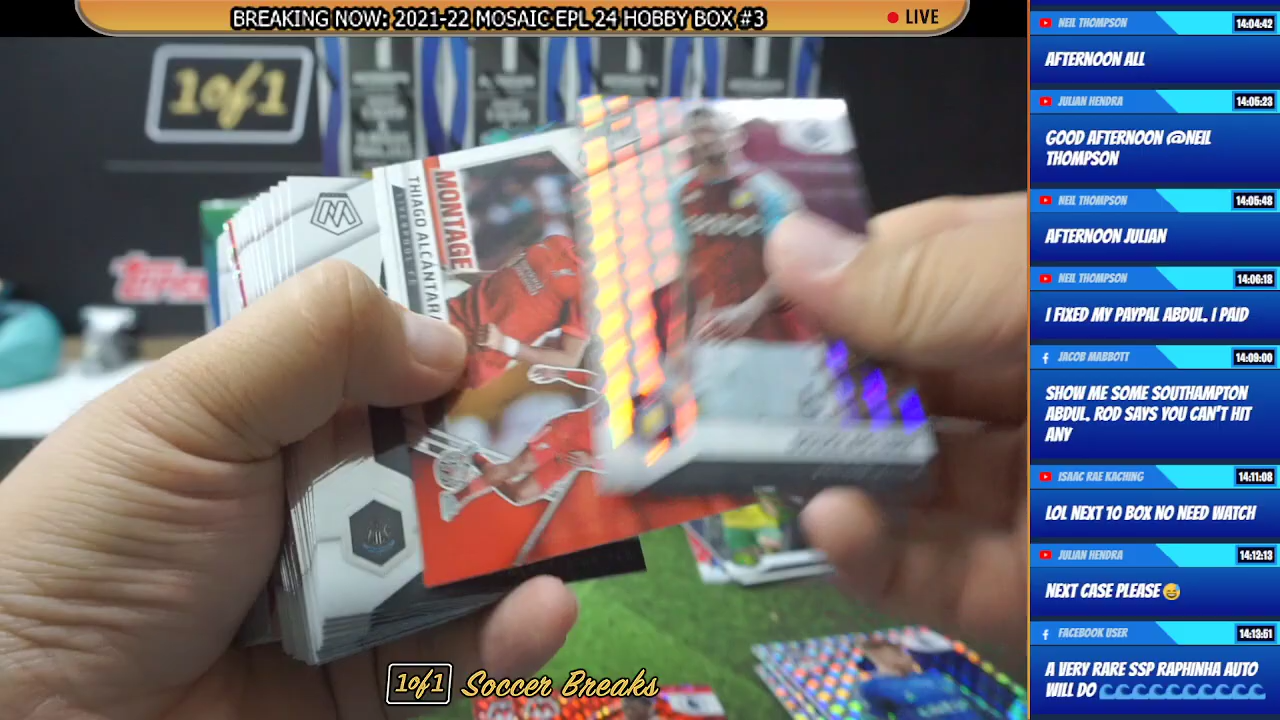 BREAKING NOW: 2021-22 MOSAIC EPL 24 HOBBY BOX #3
LIVE
1of1
MONTAGE
THIAGO ALCÂNTARA
LIVERPOOL FC
1of1 Soccer Breaks
NEIL THOMPSON 14:04:42
AFTERNOON ALL
JULIAN HENDRA 14:05:23
GOOD AFTERNOON @NEIL
THOMPSON
NEIL THOMPSON 14:05:48
AFTERNOON JULIAN
NEIL THOMPSON 14:06:18
I FIXED MY PAYPAL ABDUL, I PAID
JACOB MABBOTT 14:09:00
SHOW ME SOME SOUTHAMPTON
ABDUL. ROD SAYS YOU CAN'T HIT
ANY
ISAAC RAE KACHING 14:11:08
LOL NEXT 10 BOX NO NEED WATCH
JULIAN HENDRA 14:12:13
NEXT CASE PLEASE😅
FACEBOOK USER 14:13:51
A VERY RARE SSP RAPHINHA AUTO
WILL DO 🌊🌊🌊🌊🌊🌊🌊🌊🌊🌊🌊